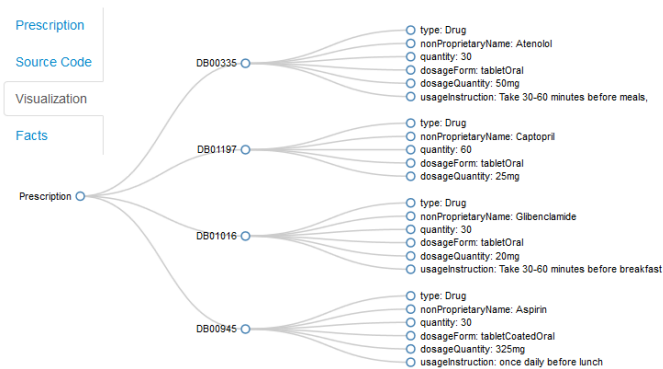 Prescription
Source Code
Visualization
Facts
Prescription
DB00335
type: Drug
nonProprietaryName: Atenolol
quantity: 30
dosageForm: tabletOral
dosageQuantity: 50mg
usageInstruction: Take 30-60 minutes before meals,
DB01197
type: Drug
nonProprietaryName: Captopril
quantity: 60
dosageForm: tabletOral
dosageQuantity: 25mg
DB01016
type: Drug
nonProprietaryName: Glibenclamide
quantity: 30
dosageForm: tabletOral
dosageQuantity: 20mg
usageInstruction: Take 30-60 minutes before breakfast
DB00945
type: Drug
nonProprietaryName: Aspirin
quantity: 30
dosageForm: tabletCoatedOral
dosageQuantity: 325mg
usageInstruction: once daily before lunch